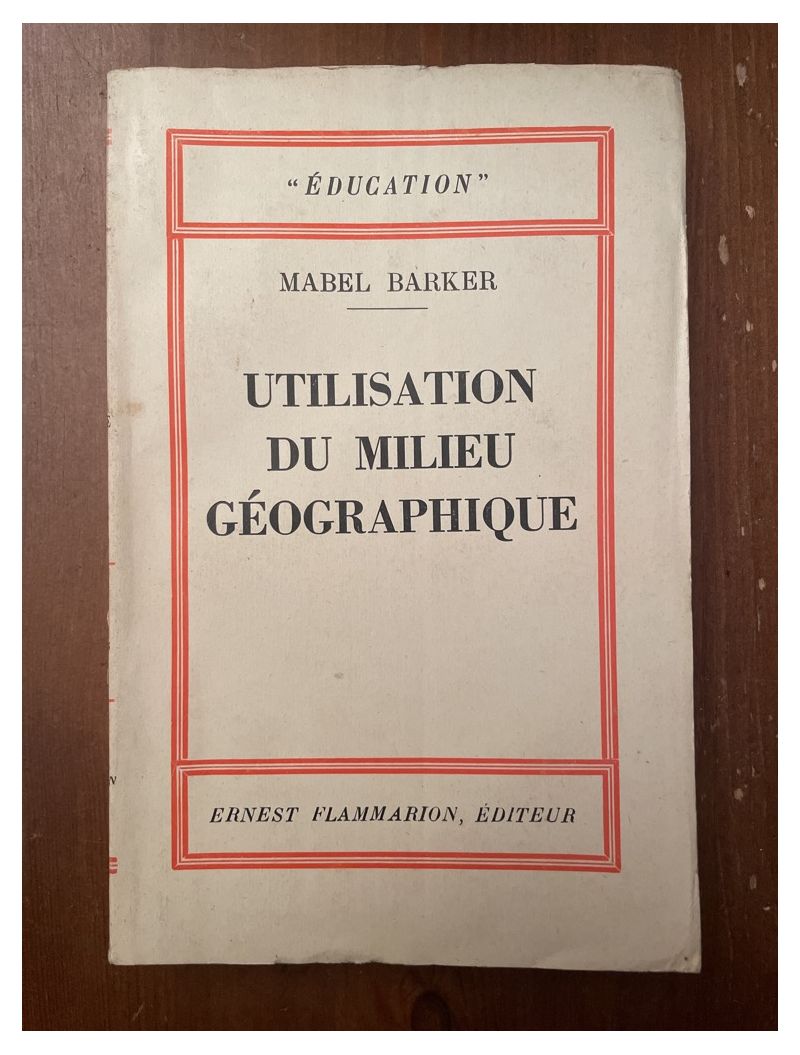 “ÉDUCATION”
MABEL BARKER
UTILISATION
DU MILIEU
GÉOGRAPHIQUE
ERNEST FLAMMARION, ÉDITEUR